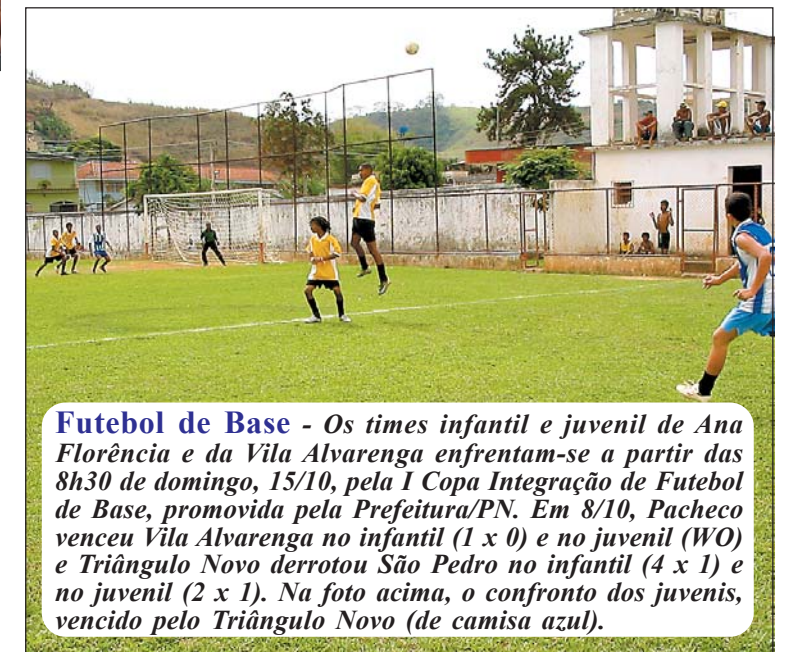 Futebol de Base - Os times infantil e juvenil de Ana
Florência e da Vila Alvarenga enfrentam-se a partir das
8h30 de domingo, 15/10, pela I Copa Integração de Futebol
de Base, promovida pela Prefeitura/PN. Em 8/10, Pacheco
venceu Vila Alvarenga no infantil (1 x 0) e no juvenil (WO)
e Triângulo Novo derrotou São Pedro no infantil (4 x 1) e
no juvenil (2 x 1). Na foto acima, o confronto dos juvenis,
vencido pelo Triângulo Novo (de camisa azul).